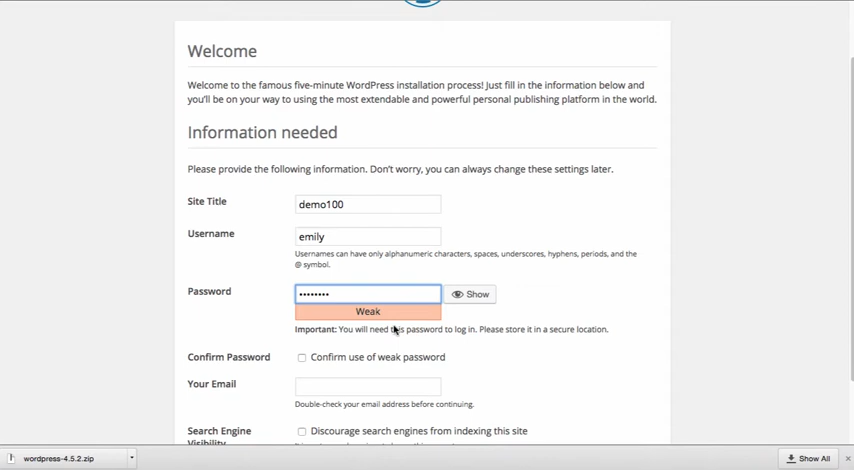 Welcome
Welcome to the famous five-minute WordPress installation process! Just fill in the information below and
you'll be on your way to using the most extendable and powerful personal publishing platform in the world.
Information needed
Please provide the following information. Don't worry, you can always change these settings later.
Site Title
demo100
Username
emily
Usernames can have only alphanumeric characters, spaces, underscores, hyphens, periods, and the
@ symbol.
Password
••••••••
Show
Weak
Important: You will need this password to log in. Please store it in a secure location.
Confirm Password
Confirm use of weak password
Your Email
Double-check your email address before continuing.
Search Engine
Visibility
Discourage search engines from indexing this site
wordpress-4.5.2.zip
Show All